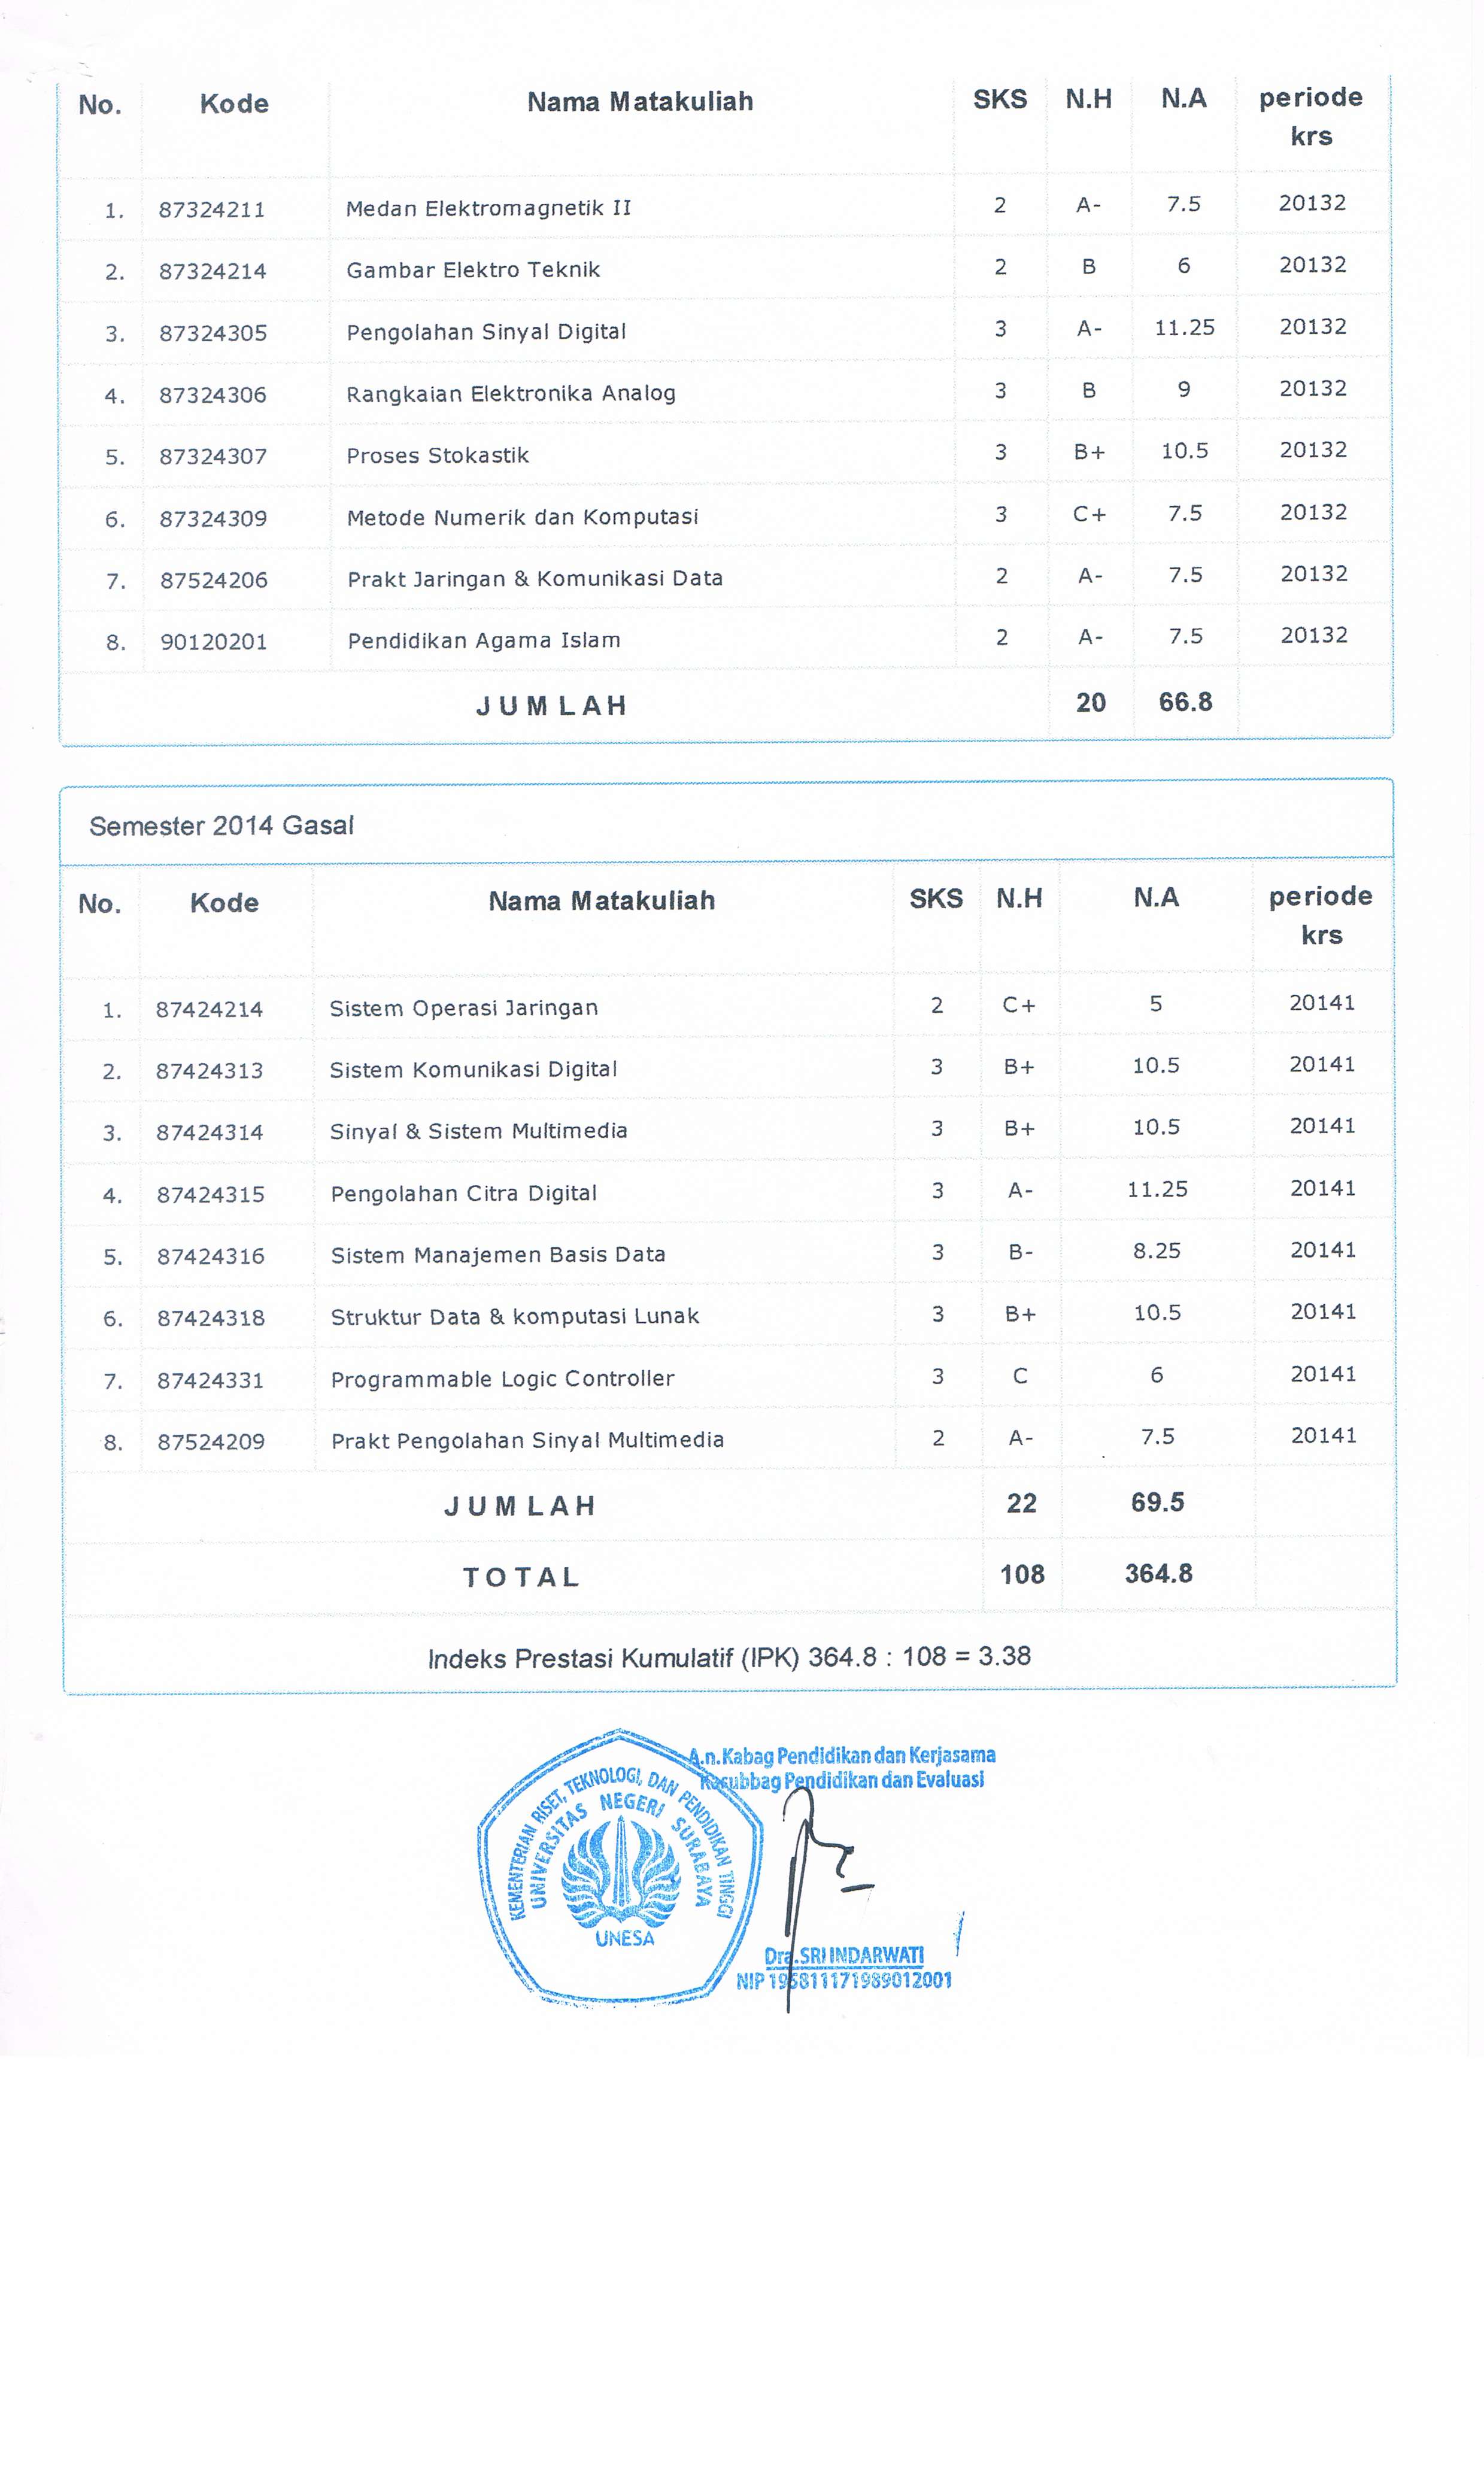 No. Kode Nama Matakuliah SKS N.H N.A periode
krs
1. 87324211 Medan Elektromagnetik II 2 A- 7.5 20132
2. 87324214 Gambar Elektro Teknik 2 B 6 20132
3. 87324305 Pengolahan Sinyal Digital 3 A- 11.25 20132
4. 87324306 Rangkaian Elektronika Analog 3 B 9 20132
5. 87324307 Proses Stokastik 3 B+ 10.5 20132
6. 87324309 Metode Numerik dan Komputasi 3 C+ 7.5 20132
7. 87524206 Prakt Jaringan & Komunikasi Data 2 A- 7.5 20132
8. 90120201 Pendidikan Agama Islam 2 A- 7.5 20132
JUMLAH 20 66.8
Semester 2014 Gasal
No. Kode Nama Matakuliah SKS N.H N.A periode
krs
1. 87424214 Sistem Operasi Jaringan 2 C+ 5 20141
2. 87424313 Sistem Komunikasi Digital 3 B+ 10.5 20141
3. 87424314 Sinyal & Sistem Multimedia 3 B+ 10.5 20141
4. 87424315 Pengolahan Citra Digital 3 A- 11.25 20141
5. 87424316 Sistem Manajemen Basis Data 3 B- 8.25 20141
6. 87424318 Struktur Data & komputasi Lunak 3 B+ 10.5 20141
7. 87424331 Programmable Logic Controller 3 C 6 20141
8. 87524209 Prakt Pengolahan Sinyal Multimedia 2 A- 7.5 20141
JUMLAH 22 69.5
TOTAL 108 364.8
Indeks Prestasi Kumulatif (IPK) 364.8 : 108 = 3.38
A.n.Kabag Pendidikan dan Kerjasama
Kasubbag Pendidikan dan Evaluasi
KEMENTERIAN RISET, TEKNOLOGI, DAN PENDIDIKAN TINGGI
UNIVERSITAS NEGERI SURABAYA
UNESA
Dra.SRI INDARWATI
NIP 196811171989012001